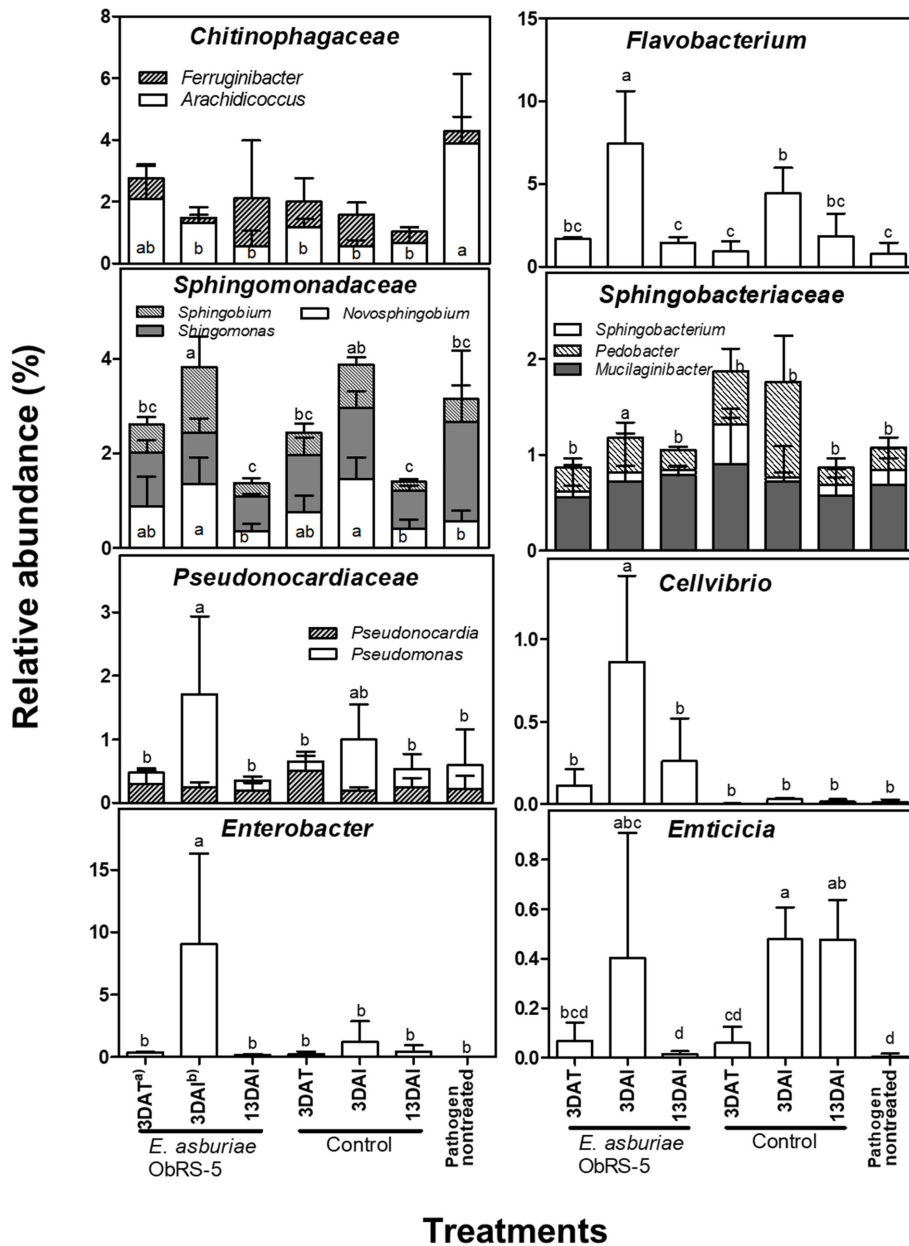 Relative abundance (%)
Chitinophagaceae
Ferruginibacter
Arachidicoccus
8
6
4
2
0
ab b b b b b a
Flavobacterium
15
10
5
0
bc a c c b bc c
Sphingomonadaceae
Sphingobium Novosphingobium
Shingomonas
4
2
0
bc a c bc ab c bc
ab a b ab a b b
Sphingobacteriaceae
Sphingobacterium
Pedobacter
Mucilaginibacter
2
1
0
b a b b b b b
Pseudonocardiaceae
Pseudonocardia
Pseudomonas
3
2
1
0
b a b b ab b b
Cellvibrio
1.0
0.5
0.0
b a b b b b b
Enterobacter
15
10
5
0
b a b b b b b
3DATᵃ⁾ 3DAIᵇ⁾ 13DAI 3DAT 3DAI 13DAI Pathogen nontreated
E. asburiae
ObRS-5
Control
Emticicia
0.8
0.6
0.4
0.2
0.0
bcd abc d cd a ab d
3DAT 3DAI 13DAI 3DAT 3DAI 13DAI Pathogen nontreated
E. asburiae
ObRS-5
Control
Treatments